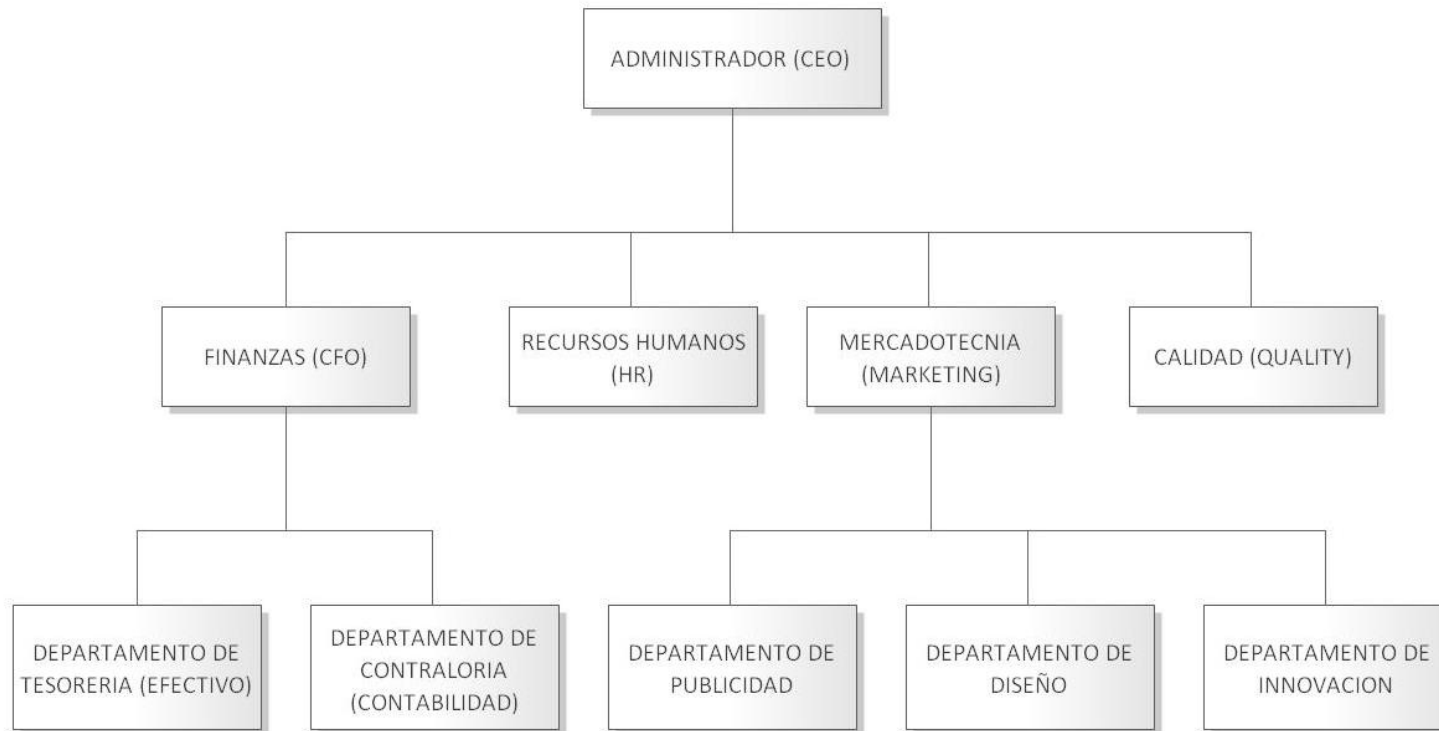 ADMINISTRADOR (CEO)
FINANZAS (CFO)
RECURSOS HUMANOS
(HR)
MERCADOTECNIA
(MARKETING)
CALIDAD (QUALITY)
DEPARTAMENTO DE
TESORERIA (EFECTIVO)
DEPARTAMENTO DE
CONTRALORIA
(CONTABILIDAD)
DEPARTAMENTO DE
PUBLICIDAD
DEPARTAMENTO DE
DISEÑO
DEPARTAMENTO DE
INNOVACION